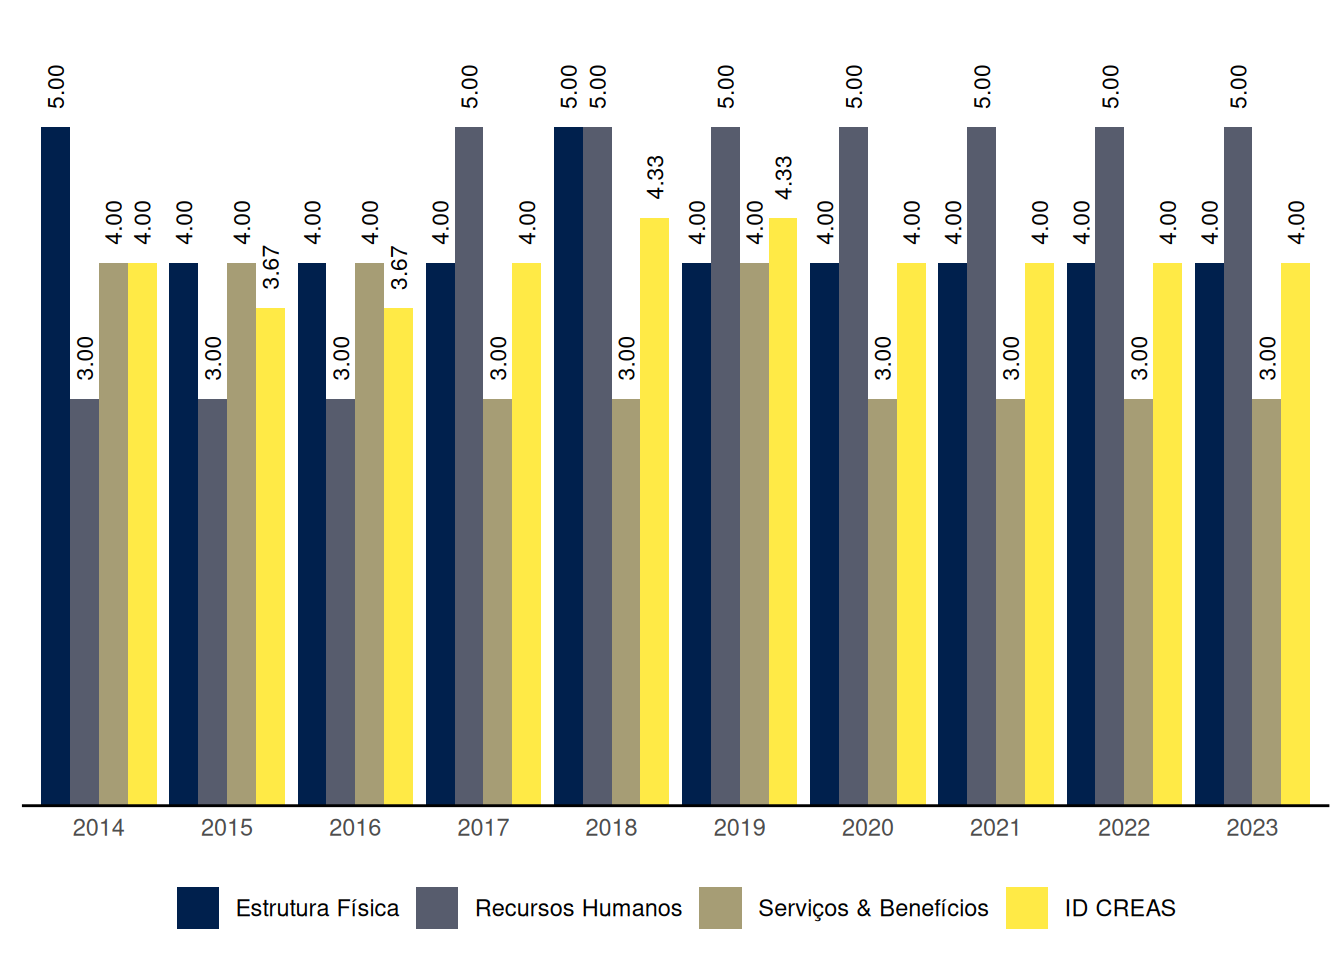 5.00 3.00 4.00 4.00 4.00 3.00 4.00 3.67 4.00 3.00 4.00 3.67 4.00 5.00 3.00 4.00 5.00 5.00 3.00 4.33 4.00 5.00 4.00 4.33 4.00 5.00 3.00 4.00 4.00 5.00 3.00 4.00 4.00 5.00 3.00 4.00 4.00 5.00 3.00 4.00
2014 2015 2016 2017 2018 2019 2020 2021 2022 2023
Estrutura Física Recursos Humanos Serviços & Benefícios ID CREAS